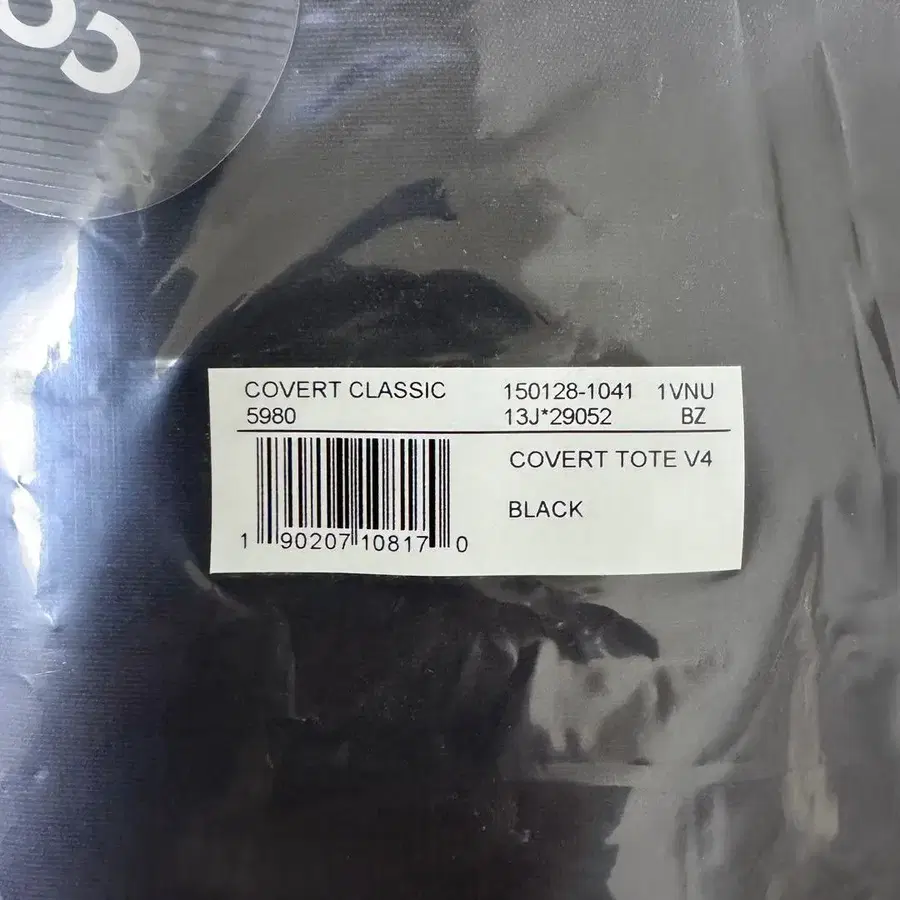 COVERT CLASSIC 150128-1041 1VNU
5980 13J*29052 BZ
COVERT TOTE V4
BLACK
1 90207 10817 0